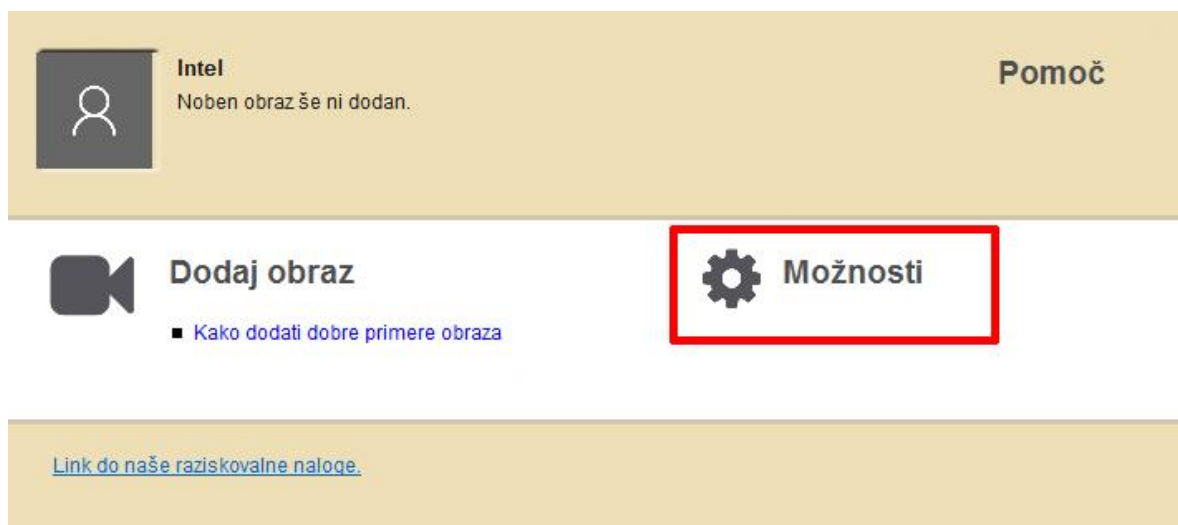 Intel
Noben obraz še ni dodan.
Pomoč
Dodaj obraz
Kako dodati dobre primere obraza
Možnosti
Link do naše raziskovalne naloge.